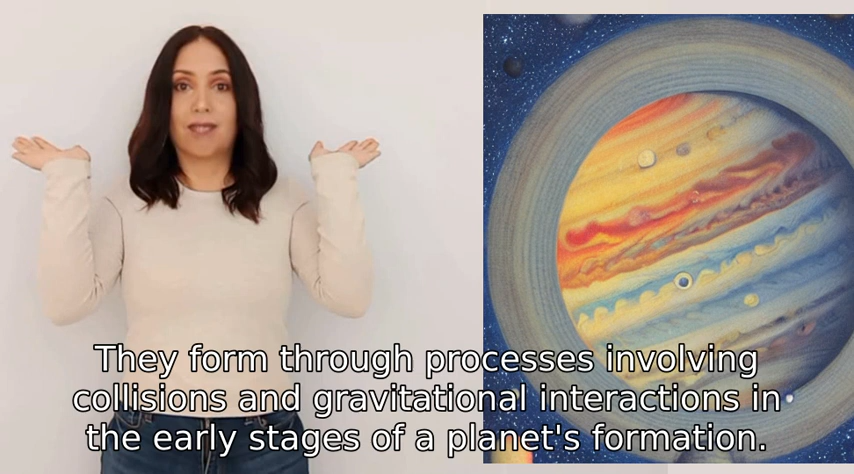 They form through processes involving
collisions and gravitational interactions in
the early stages of a planet's formation.